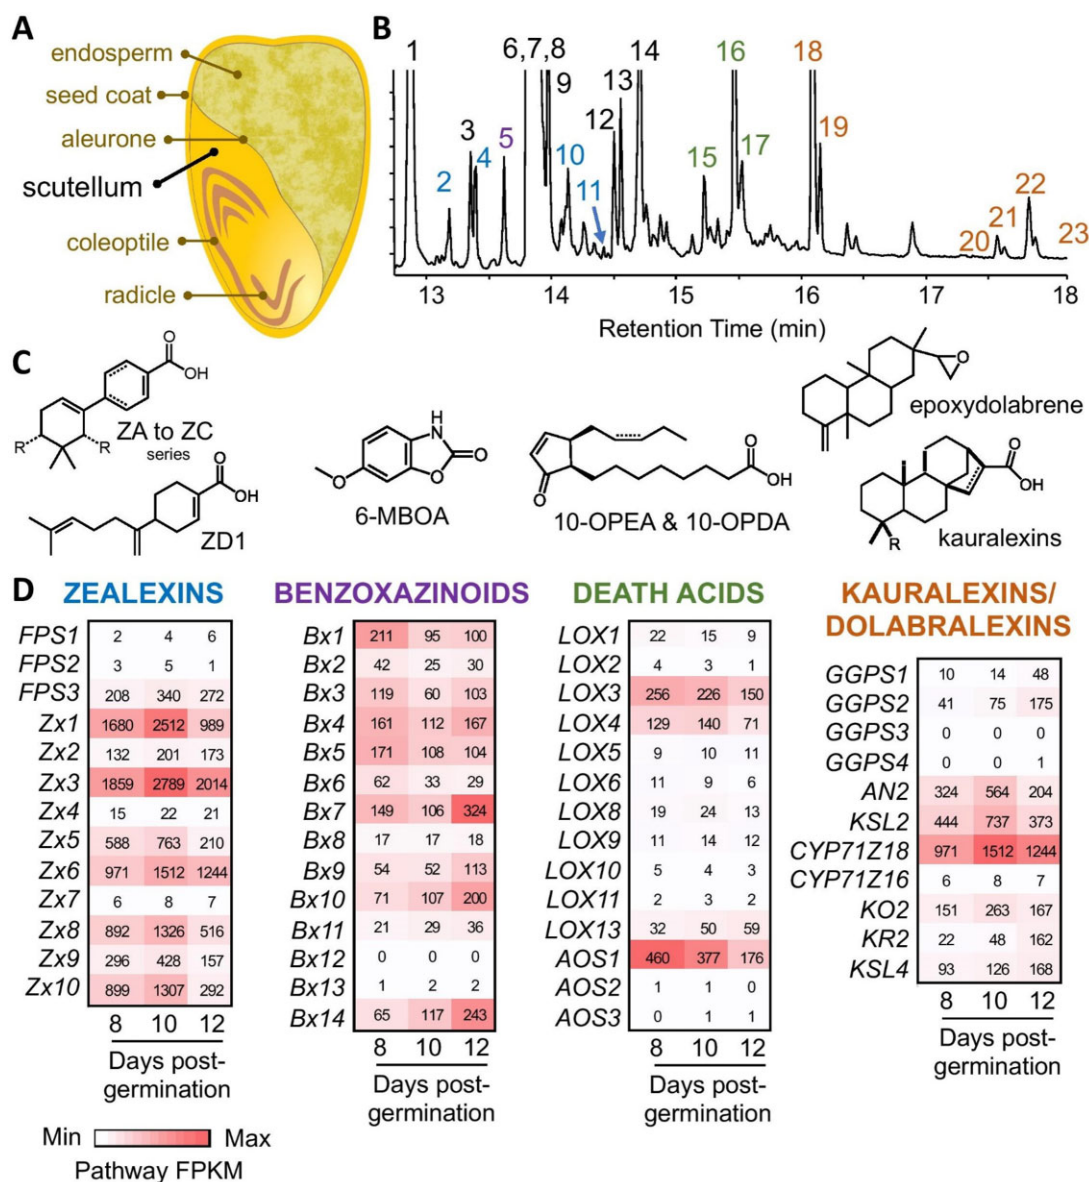 A
endosperm
seed coat
aleurone
scutellum
coleoptile
radicle
B
1
2
3
4
5
6,7,8
9
10
11
12
13
14
15
16
17
18
19
20
21
22
23
13 14 15 16 17 18
Retention Time (min)
C
O
OH
R R
ZA to ZC
series
O
OH
ZD1
H
N
O
O
O
6-MBOA
O
O
OH
10-OPEA & 10-OPDA
O
epoxydolabrene
O
OH
R
kauralexins
D
ZEALEXINS
FPS1 2 4 6
FPS2 3 5 1
FPS3 208 340 272
Zx1 1680 2512 989
Zx2 132 201 173
Zx3 1859 2789 2014
Zx4 15 22 21
Zx5 588 763 210
Zx6 971 1512 1244
Zx7 6 8 7
Zx8 892 1326 516
Zx9 296 428 157
Zx10 899 1307 292
8 10 12
Days post-
germination
Min Max
Pathway FPKM
BENZOXAZINOIDS
Bx1 211 95 100
Bx2 42 25 30
Bx3 119 60 103
Bx4 161 112 167
Bx5 171 108 104
Bx6 62 33 29
Bx7 149 106 324
Bx8 17 17 18
Bx9 54 52 113
Bx10 71 107 200
Bx11 21 29 36
Bx12 0 0 0
Bx13 1 2 2
Bx14 65 117 243
8 10 12
Days post-
germination
DEATH ACIDS
LOX1 22 15 9
LOX2 4 3 1
LOX3 256 226 150
LOX4 129 140 71
LOX5 9 10 11
LOX6 11 9 6
LOX8 19 24 13
LOX9 11 14 12
LOX10 5 4 3
LOX11 2 3 2
LOX13 32 50 59
AOS1 460 377 176
AOS2 1 1 0
AOS3 0 1 1
8 10 12
Days post-
germination
KAURALEXINS/
DOLABRALEXINS
GGPS1 10 14 48
GGPS2 41 75 175
GGPS3 0 0 0
GGPS4 0 0 1
AN2 324 564 204
KSL2 444 737 373
CYP71Z18 971 1512 1244
CYP71Z16 6 8 7
KO2 151 263 167
KR2 22 48 162
KSL4 93 126 168
8 10 12
Days post-
germination